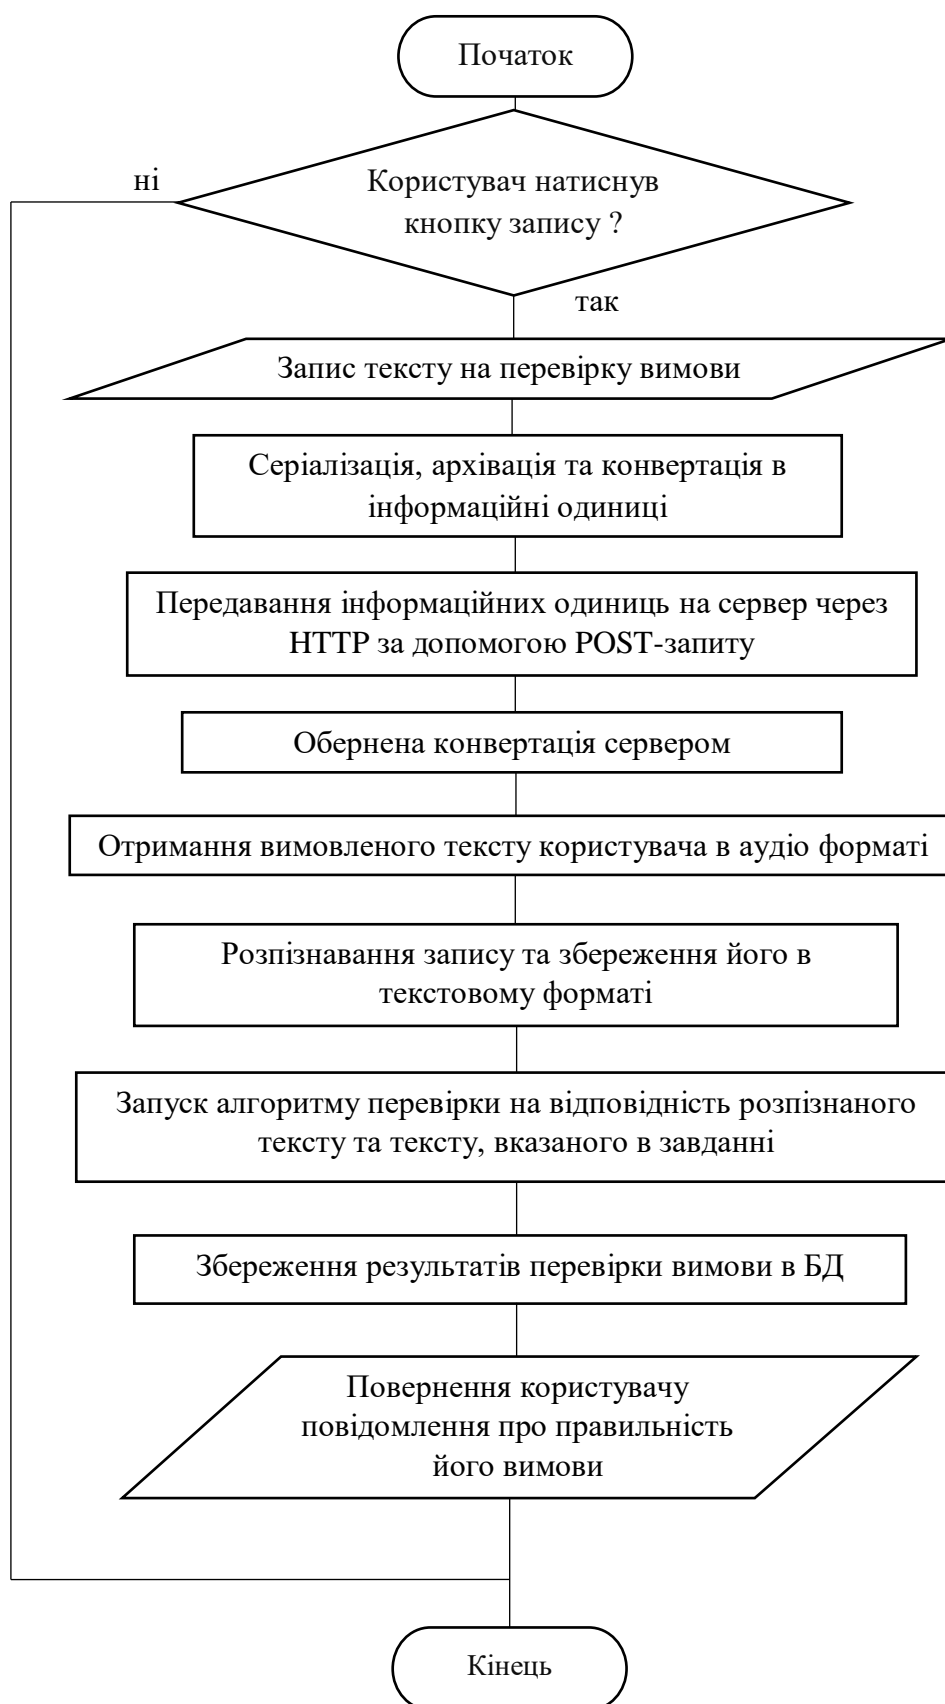 Початок
ні
Користувач натиснув
кнопку запису ?
так
Запис тексту на перевірку вимови
Серіалізація, архівація та конвертація в
інформаційні одиниці
Передавання інформаційних одиниць на сервер через
HTTP за допомогою POST-запиту
Обернена конвертація сервером
Отримання вимовленого тексту користувача в аудіо форматі
Розпізнавання запису та збереження його в
текстовому форматі
Запуск алгоритму перевірки на відповідність розпізнаного
тексту та тексту, вказаного в завданні
Збереження результатів перевірки вимови в БД
Повернення користувачу
повідомлення про правильність
його вимови
Кінець